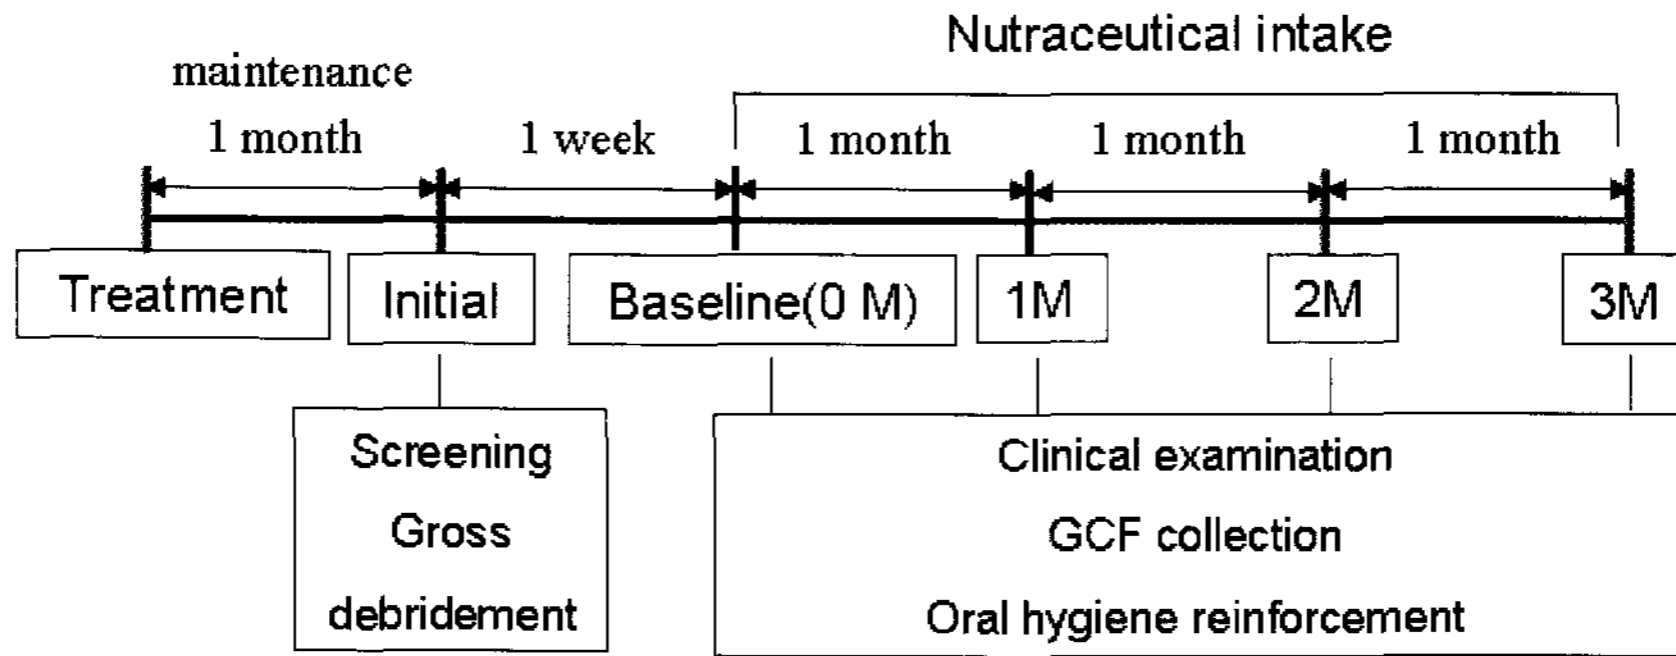 Nutraceutical intake
maintenance
1 month
1 week
1 month
1 month
1 month
Treatment
Initial
Baseline(0 M)
1M
2M
3M
Screening
Gross
debridement
Clinical examination
GCF collection
Oral hygiene reinforcement